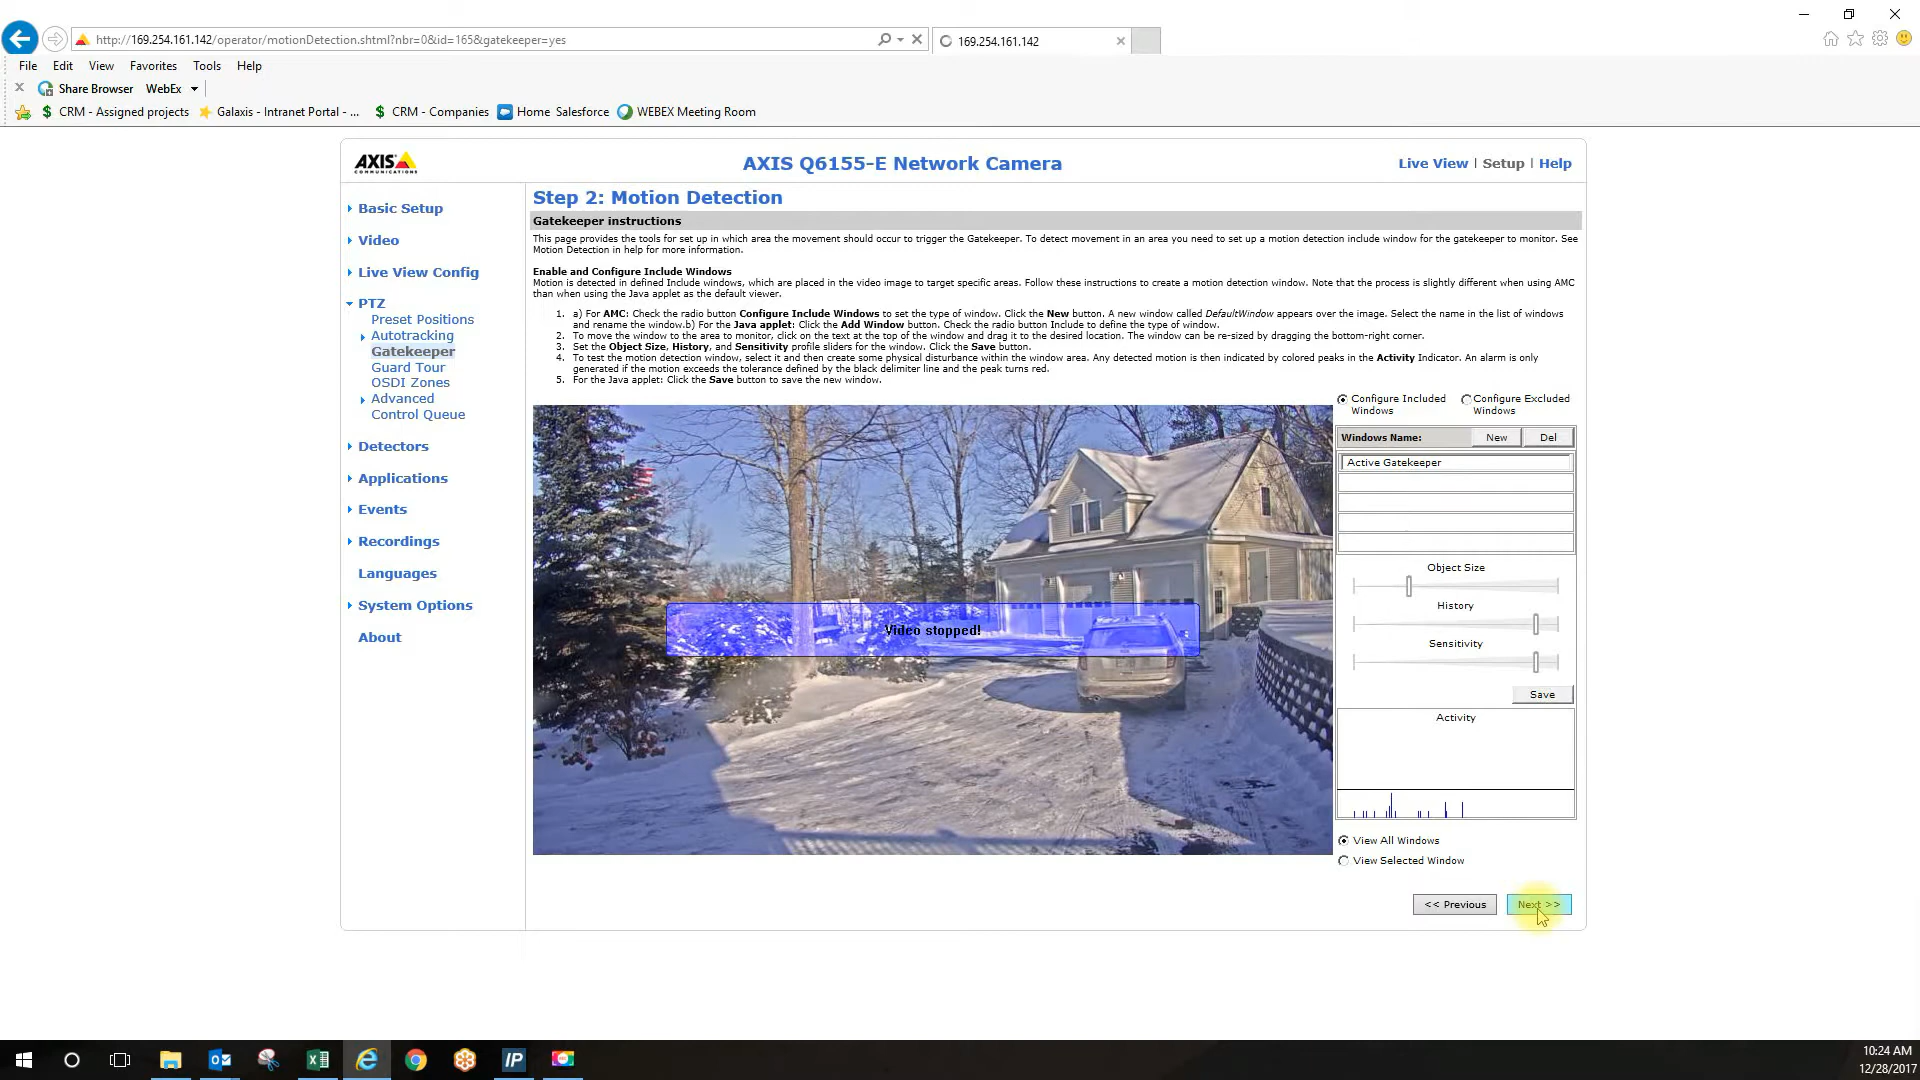 http://169.254.161.142/operator/motionDetection.shtml?nbr=0&id=165&gatekeeper=yes
169.254.161.142
File Edit View Favorites Tools Help
Share Browser WebEx
CRM - Assigned projects Galaxis - Intranet Portal - ... CRM - Companies Home Salesforce WEBEX Meeting Room
AXIS
COMMUNICATIONS
AXIS Q6155-E Network Camera
Live View | Setup | Help
Basic Setup
Video
Live View Config
PTZ
Preset Positions
Autotracking
Gatekeeper
Guard Tour
OSDI Zones
Advanced
Control Queue
Detectors
Applications
Events
Recordings
Languages
System Options
About
Step 2: Motion Detection
Gatekeeper instructions
This page provides the tools for set up in which area the movement should occur to trigger the Gatekeeper. To detect movement in an area you need to set up a motion detection include window for the gatekeeper to monitor. See
Motion Detection in help for more information.
Enable and Configure Include Windows
Motion is detected in defined Include windows, which are placed in the video image to target specific areas. Follow these instructions to create a motion detection window. Note that the process is slightly different when using AMC
than when using the Java applet as the default viewer.
1. a) For AMC: Check the radio button Configure Include Windows to set the type of window. Click the New button. A new window called DefaultWindow appears over the image. Select the name in the list of windows
and rename the window.b) For the Java applet: Click the Add Window button. Check the radio button Include to define the type of window.
2. To move the window to the area to monitor, click on the text at the top of the window and drag it to the desired location. The window can be re-sized by dragging the bottom-right corner.
3. Set the Object Size, History, and Sensitivity profile sliders for the window. Click the Save button.
4. To test the motion detection window, select it and then create some physical disturbance within the window area. Any detected motion is then indicated by colored peaks in the Activity Indicator. An alarm is only
generated if the motion exceeds the tolerance defined by the black delimiter line and the peak turns red.
5. For the Java applet: Click the Save button to save the new window.
Video stopped!
Configure Included
Windows
Configure Excluded
Windows
Windows Name: New Del
Active Gatekeeper
Object Size
History
Sensitivity
Save
Activity
View All Windows
View Selected Window
<< Previous Next >>
IP
10:24 AM
12/28/2017